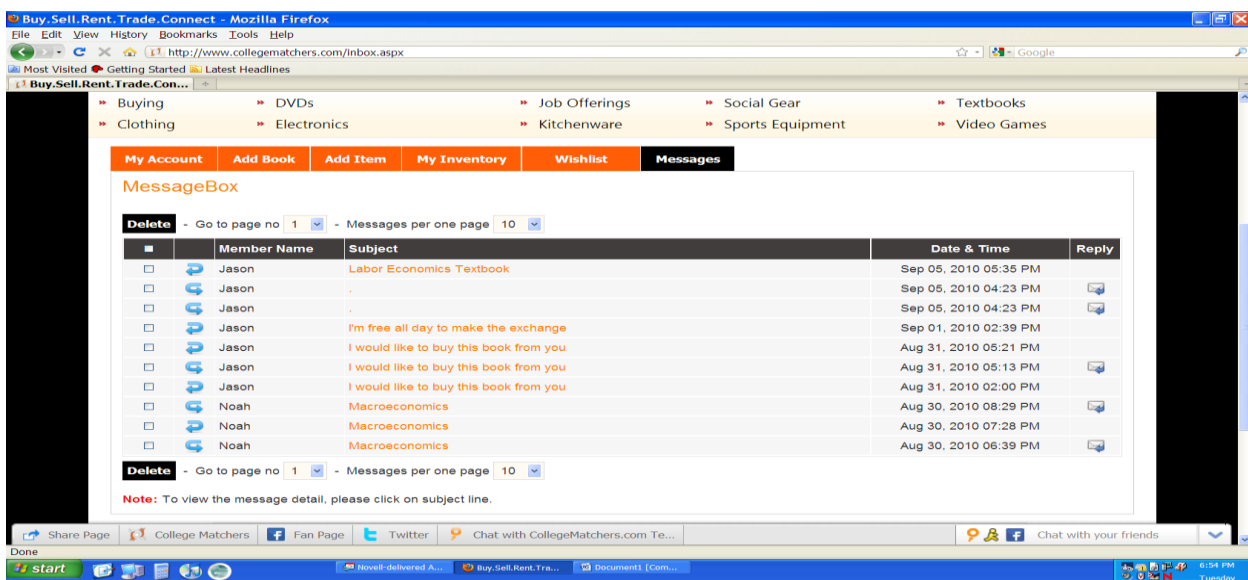 Buy.Sell.Rent.Trade.Connect - Mozilla Firefox
File Edit View History Bookmarks Tools Help
http://www.collegematchers.com/inbox.aspx Google
Most Visited Getting Started Latest Headlines
Buy.Sell.Rent.Trade.Con...
Buying DVDs Job Offerings Social Gear Textbooks
Clothing Electronics Kitchenware Sports Equipment Video Games
My Account Add Book Add Item My Inventory Wishlist Messages
MessageBox
Delete - Go to page no 1 - Messages per one page 10
Member Name Subject Date & Time Reply
Jason Labor Economics Textbook Sep 05, 2010 05:35 PM
Jason . Sep 05, 2010 04:23 PM
Jason . Sep 05, 2010 04:23 PM
Jason I'm free all day to make the exchange Sep 01, 2010 02:39 PM
Jason I would like to buy this book from you Aug 31, 2010 05:21 PM
Jason I would like to buy this book from you Aug 31, 2010 05:13 PM
Jason I would like to buy this book from you Aug 31, 2010 02:00 PM
Noah Macroeconomics Aug 30, 2010 08:29 PM
Noah Macroeconomics Aug 30, 2010 07:28 PM
Noah Macroeconomics Aug 30, 2010 06:39 PM
Delete - Go to page no 1 - Messages per one page 10
Note: To view the message detail, please click on subject line.
Share Page College Matchers Fan Page Twitter Chat with CollegeMatchers.com Te... Chat with your friends
Done
start Novell-delivered A... Buy.Sell.Rent.Tra... Document1 [Com... 6:54 PM
Tuesday